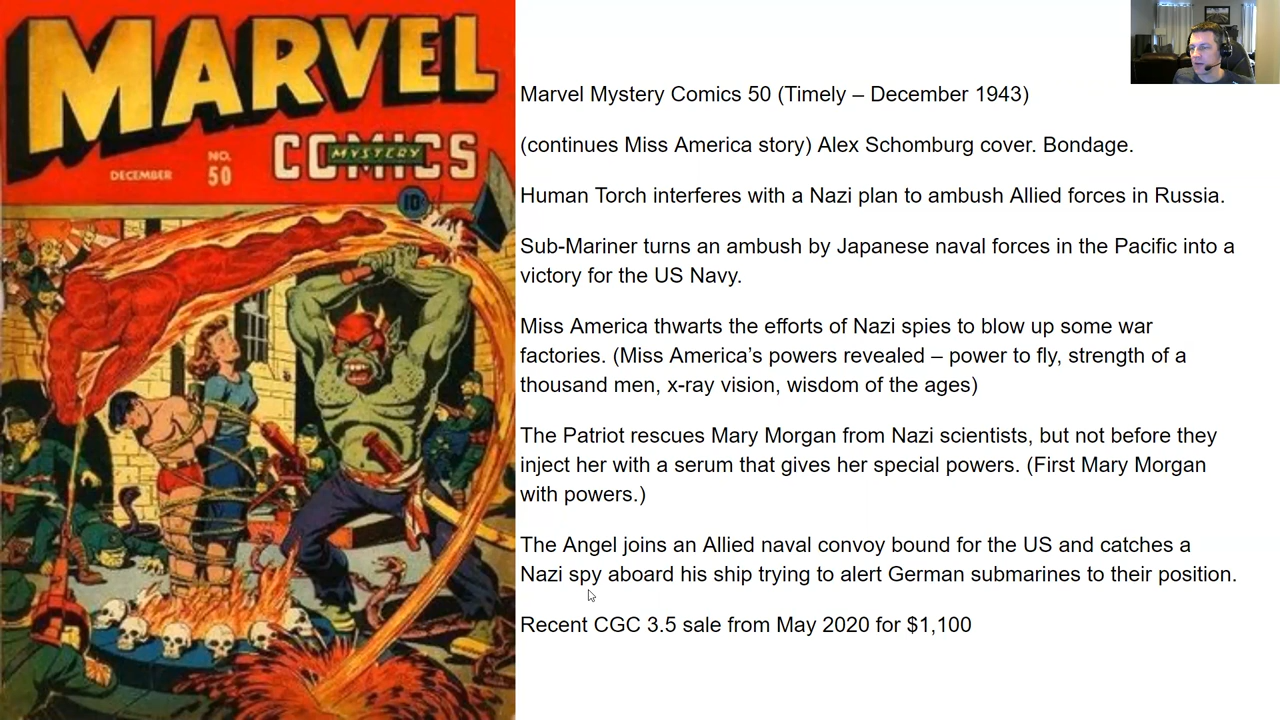 MARVEL
MYSTERY
COMICS
DECEMBER
NO.
50
10¢
Marvel Mystery Comics 50 (Timely – December 1943)
(continues Miss America story) Alex Schomburg cover. Bondage.
Human Torch interferes with a Nazi plan to ambush Allied forces in Russia.
Sub-Mariner turns an ambush by Japanese naval forces in the Pacific into a
victory for the US Navy.
Miss America thwarts the efforts of Nazi spies to blow up some war
factories. (Miss America’s powers revealed – power to fly, strength of a
thousand men, x-ray vision, wisdom of the ages)
The Patriot rescues Mary Morgan from Nazi scientists, but not before they
inject her with a serum that gives her special powers. (First Mary Morgan
with powers.)
The Angel joins an Allied naval convoy bound for the US and catches a
Nazi spy aboard his ship trying to alert German submarines to their position.
Recent CGC 3.5 sale from May 2020 for $1,100